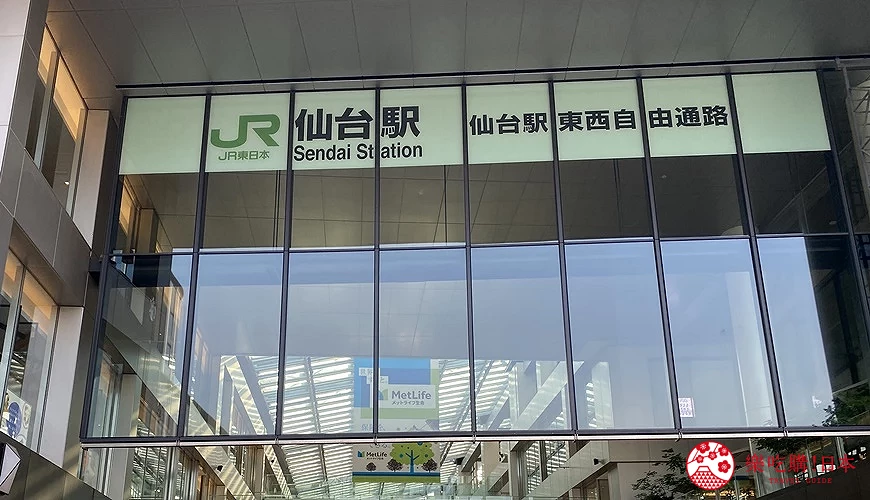 JR
JR東日本
仙台駅
Sendai Station
仙台駅 東西自由通路
MetLife
メットライフ生命
MetLife